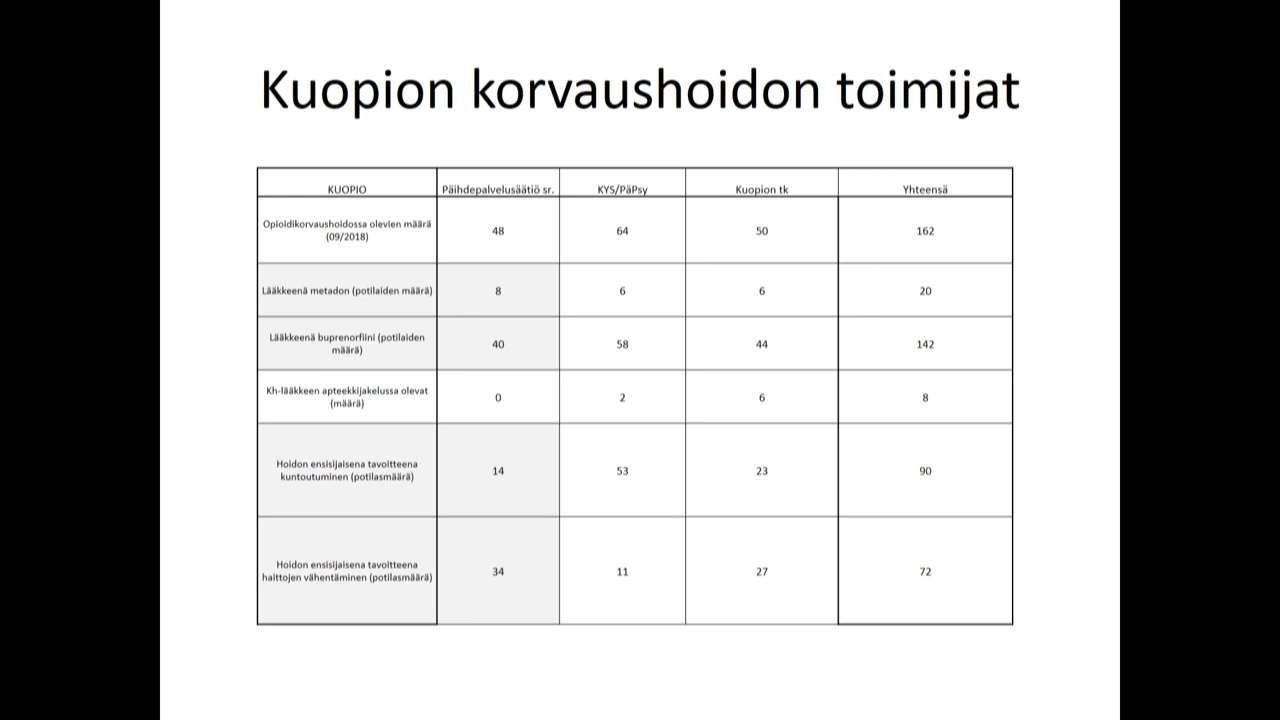 Kuopion korvaushoidon toimijat
KUOPIO Päihdepalvelusäätiö sr. KYS/PäPsy Kuopion tk Yhteensä
Opioidikorvaushoidossa olevien määrä
(09/2018) 48 64 50 162
Lääkkeenä metadon (potilaiden määrä) 8 6 6 20
Lääkkeenä buprenorfiini (potilaiden
määrä) 40 58 44 142
Kh-lääkkeen apteekkijakelussa olevat
(määrä) 0 2 6 8
Hoidon ensisijaisena tavoitteena
kuntoutuminen (potilasmäärä) 14 53 23 90
Hoidon ensisijaisena tavoitteena
haittojen vähentäminen (potilasmäärä) 34 11 27 72